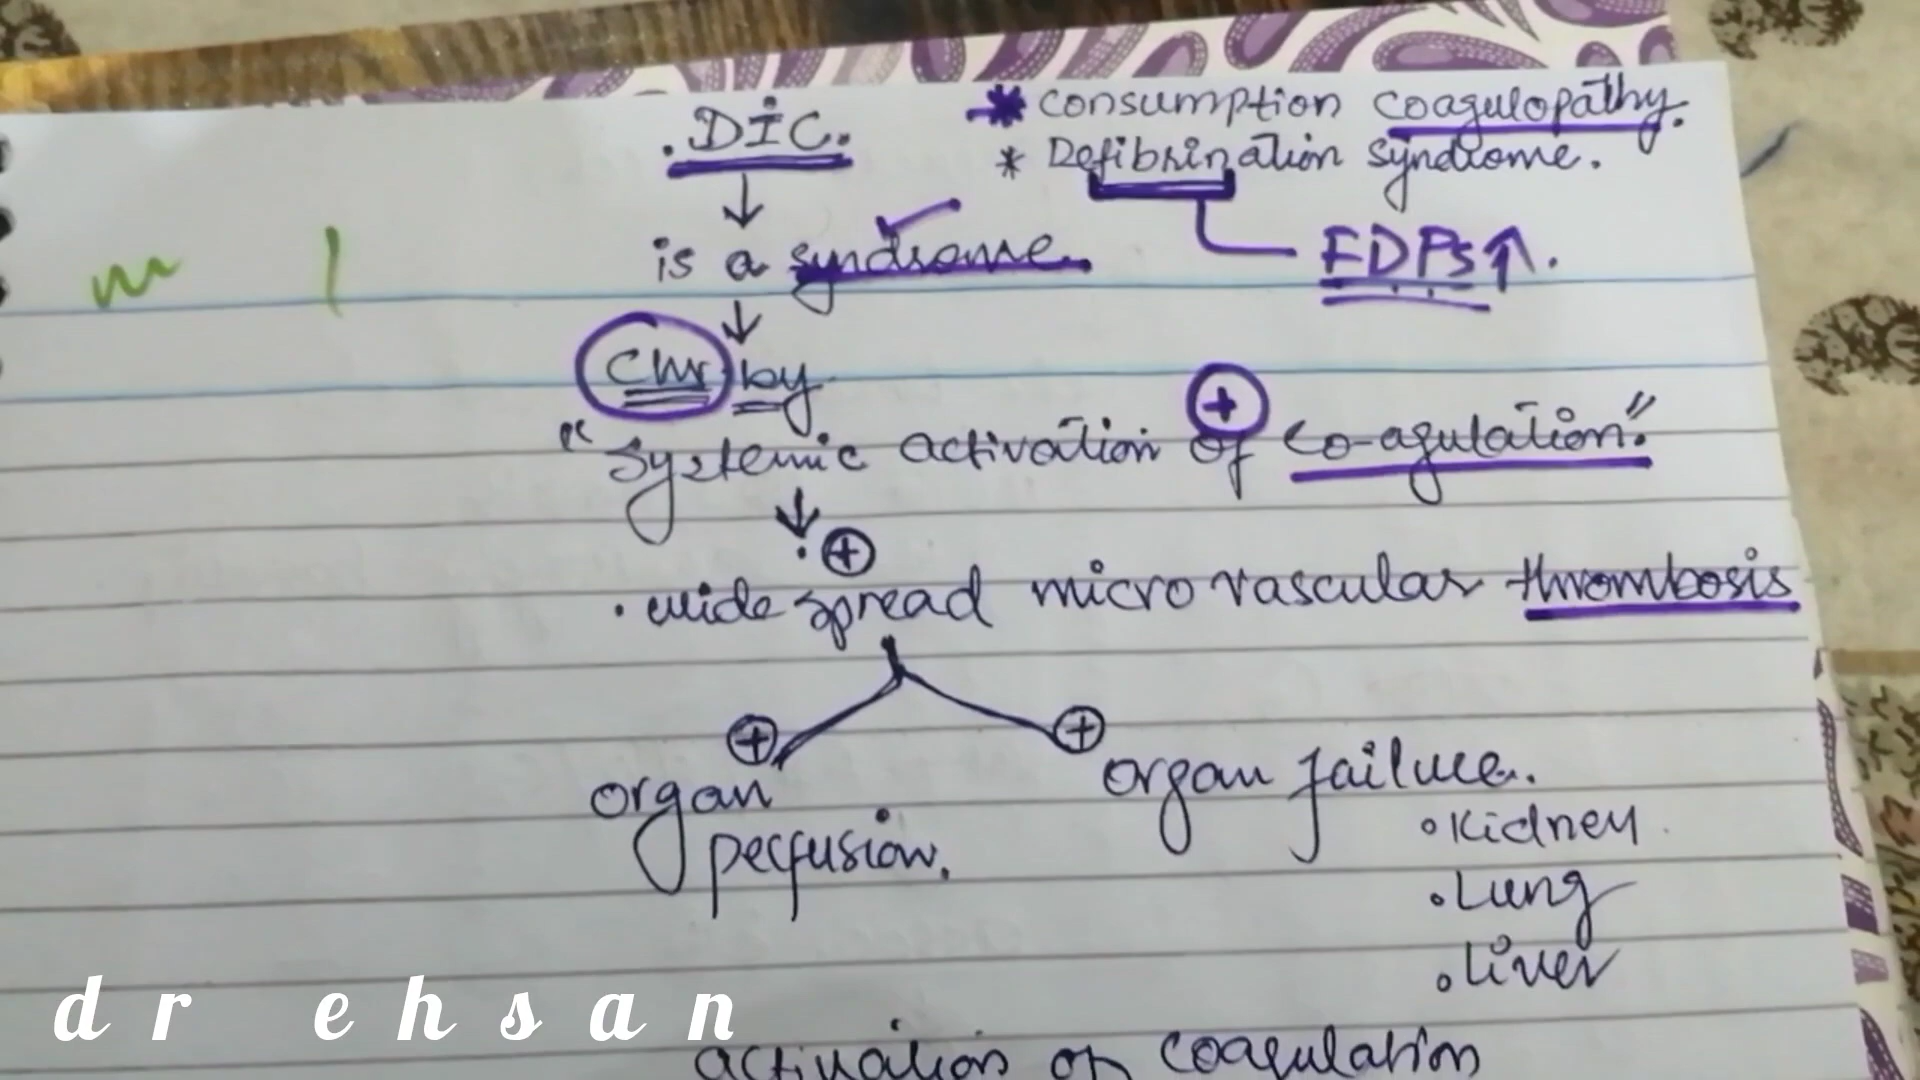 .DIC.
* consumption coagulopathy.
* Defibrination syndrome.
↓
is a syndrome.
FDPs↑.
↓
Chr by
"systemic activation of co-agulation."
+
↓
+
. wide spread micro vascular thrombosis
+ +
organ
perfusion.
organ failure.
• Kidney
• Lung
• Liver
dr ehsan
activation of coagulation